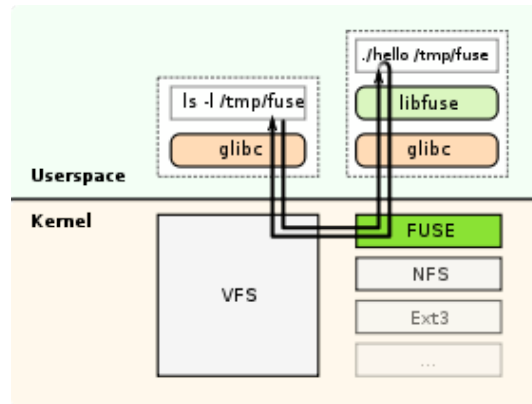 ./hello /tmp/fuse
ls -l /tmp/fuse
libfuse
glibc
glibc
Userspace
Kernel
FUSE
VFS
NFS
Ext3
...